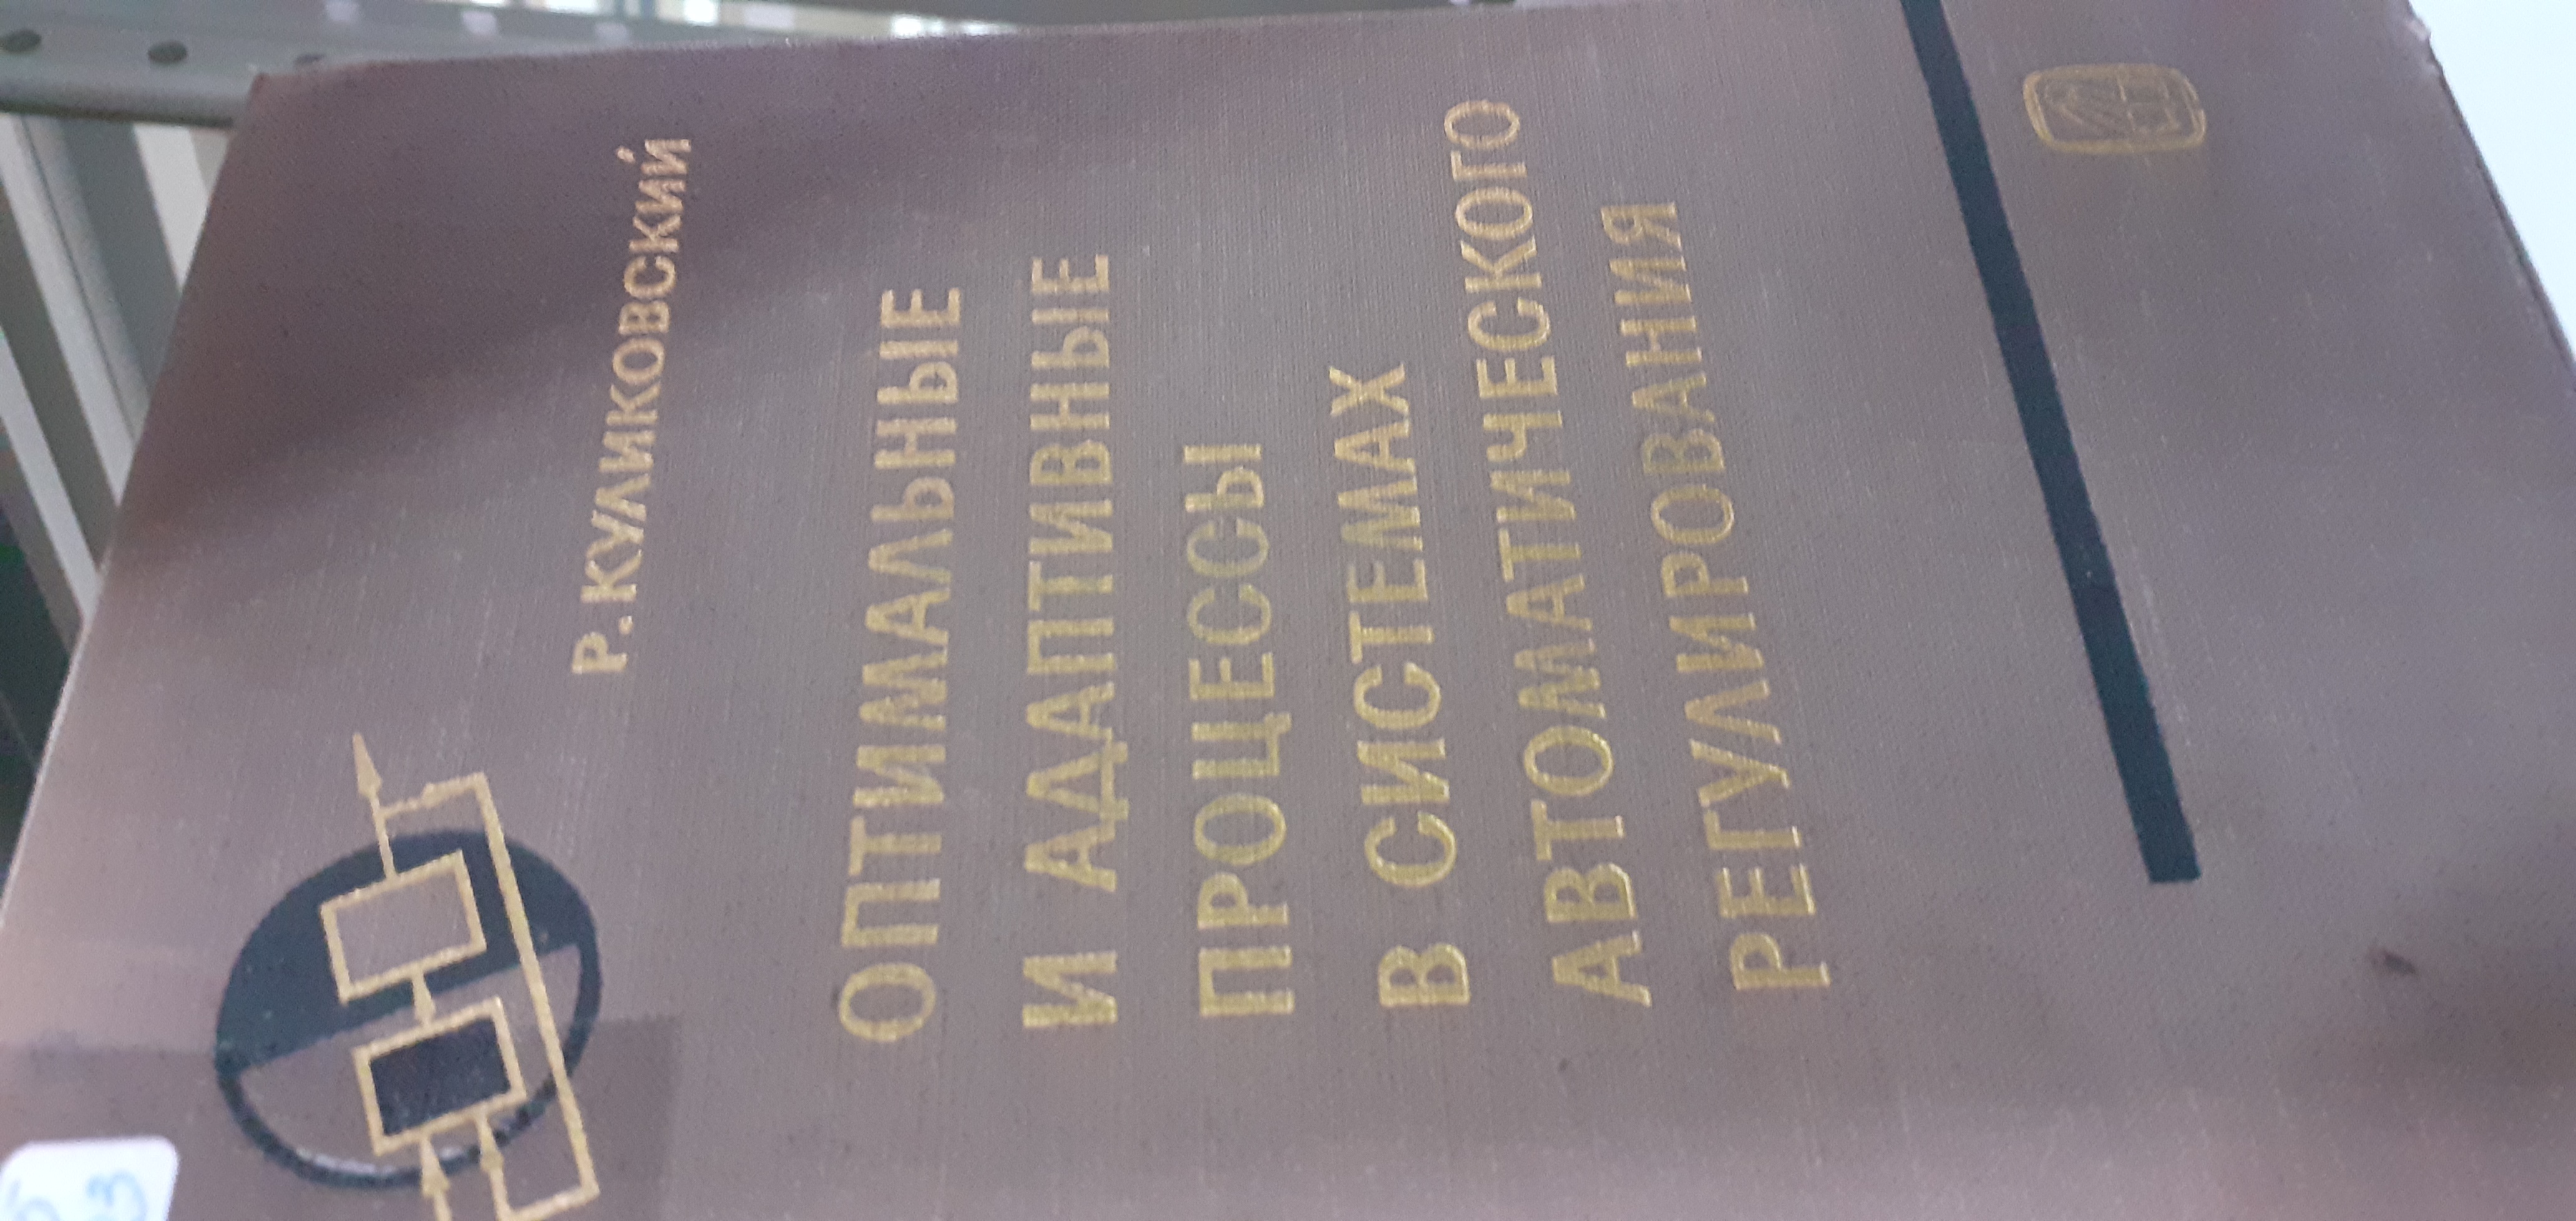 Р. КУЛИКОВСКИЙ
ОПТИМАЛЬНЫЕ
И АДАПТИВНЫЕ
ПРОЦЕССЫ
В СИСТЕМАХ
АВТОМАТИЧЕСКОГО
РЕГУЛИРОВАНИЯ